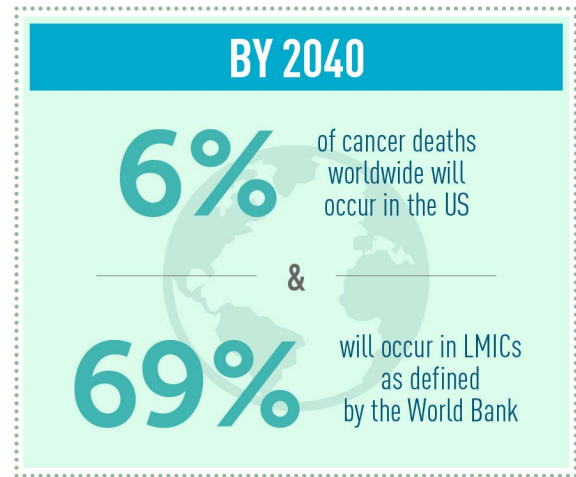 BY 2040
6%
of cancer deaths
worldwide will
occur in the US
&
69%
will occur in LMICs
as defined
by the World Bank